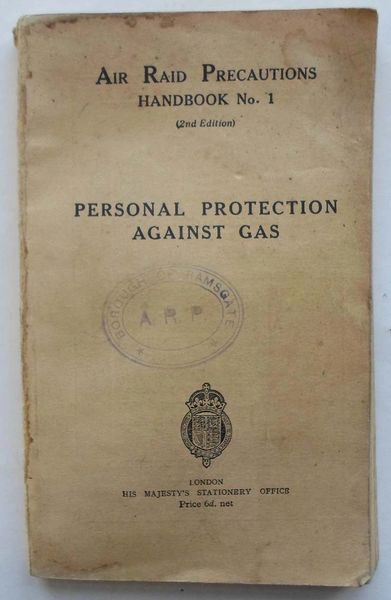 AIR RAID PRECAUTIONS
HANDBOOK No. 1
(2nd Edition)
PERSONAL PROTECTION
AGAINST GAS
BOROUGH OF RAMSGATE
A.R.P.
LONDON
HIS MAJESTY'S STATIONERY OFFICE
Price 6d. net